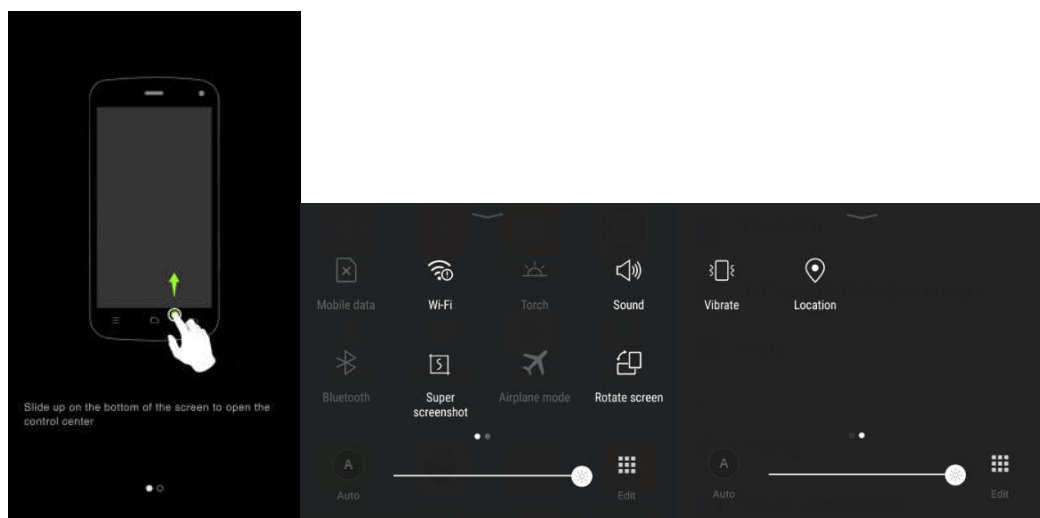 Slide up on the bottom of the screen to open the
control center
Mobile data
Wi-Fi
Torch
Sound
Bluetooth
Super
screenshot
Airplane mode
Rotate screen
A
Auto
Edit
Vibrate
Location
A
Auto
Edit